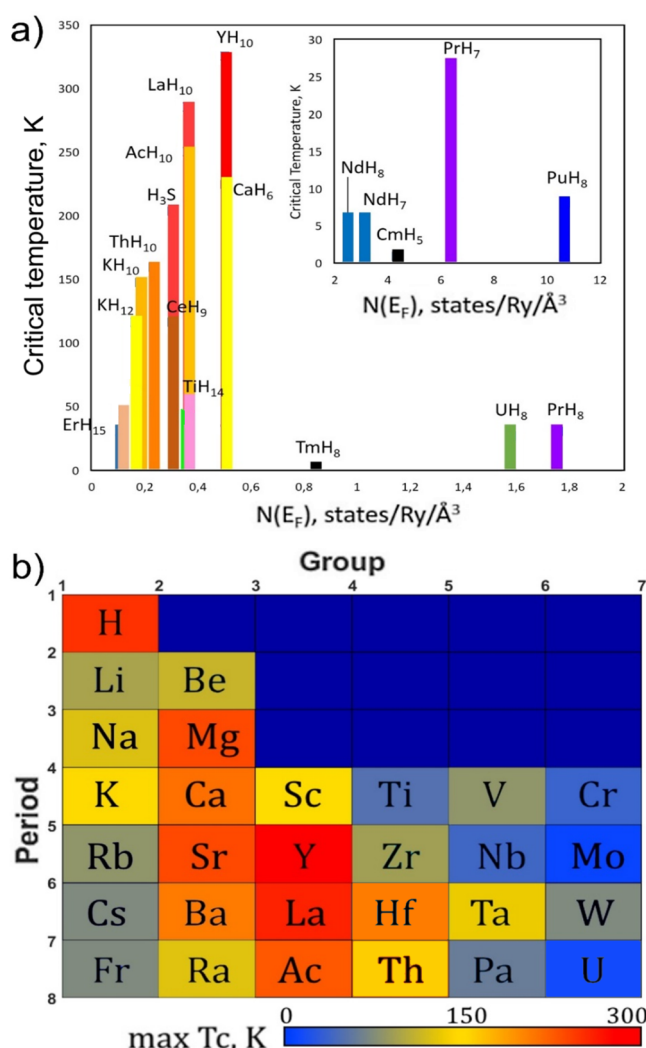 a)
Critical temperature, K
350
300
250
200
150
100
50
0
YH₁₀
LaH₁₀
AcH₁₀
CaH₆
H₃S
ThH₁₀
KH₁₀
KH₁₂
CeH₉
TiH₁₄
ErH₁₅
TmH₈
UH₈
PrH₈
0 0,2 0,4 0,6 0,8 1 1,2 1,4 1,6 1,8 2
N(E_F), states/Ry/Å³
Critical Temperature, K
30
25
20
15
10
5
0
PrH₇
NdH₈
NdH₇
CmH₅
PuH₈
2 4 6 8 10 12
N(E_F), states/Ry/Å³
b)
Group
1 2 3 4 5 6 7
Period
1
2
3
4
5
6
7
8
H
Li Be
Na Mg
K Ca Sc Ti V Cr
Rb Sr Y Zr Nb Mo
Cs Ba La Hf Ta W
Fr Ra Ac Th Pa U
max Tc, K
0 150 300